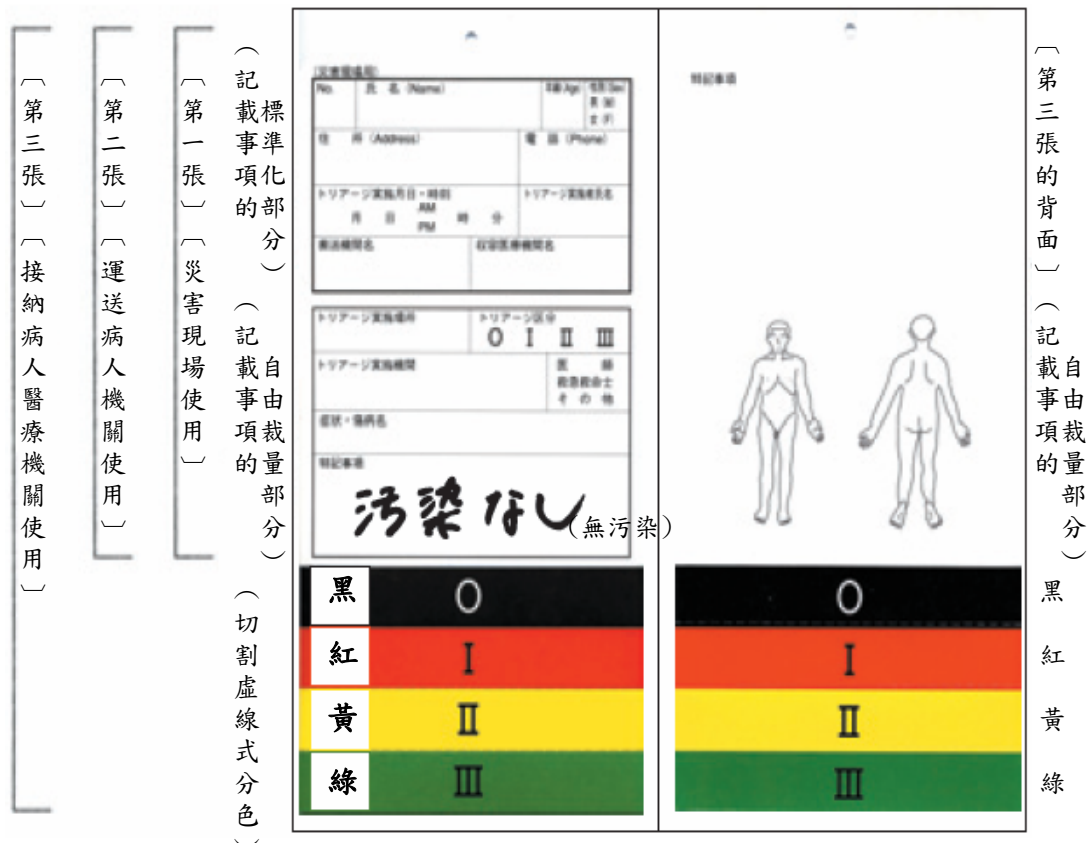 〔第三張〕〔接納病人醫療機關使用〕
〔第二張〕〔運送病人機關使用〕
〔第一張〕〔災害現場使用〕
（記載事項的標準化部分）
（記載事項的自由裁量部分）
（切割虛線式分色）
〔災害現場用〕
No.
氏 名 (Name)
年齢(Age)
性別(Sex)
男 (M)
女 (F)
住 所 (Address)
電 話 (Phone)
トリアージ実施月日・時刻
月 日 AM PM 時 分
トリアージ実施者氏名
搬送機関名
収容医療機関名
トリアージ実施場所
トリアージ区分
O I II III
トリアージ実施機関
医 師
救急救命士
そ の 他
症状・傷病名
特記事項
汚染なし
（無污染）
黑 O
紅 I
黃 II
綠 III
特記事項
O
I
II
III
〔第三張的背面〕
（記載事項的自由裁量部分）
黑
紅
黃
綠